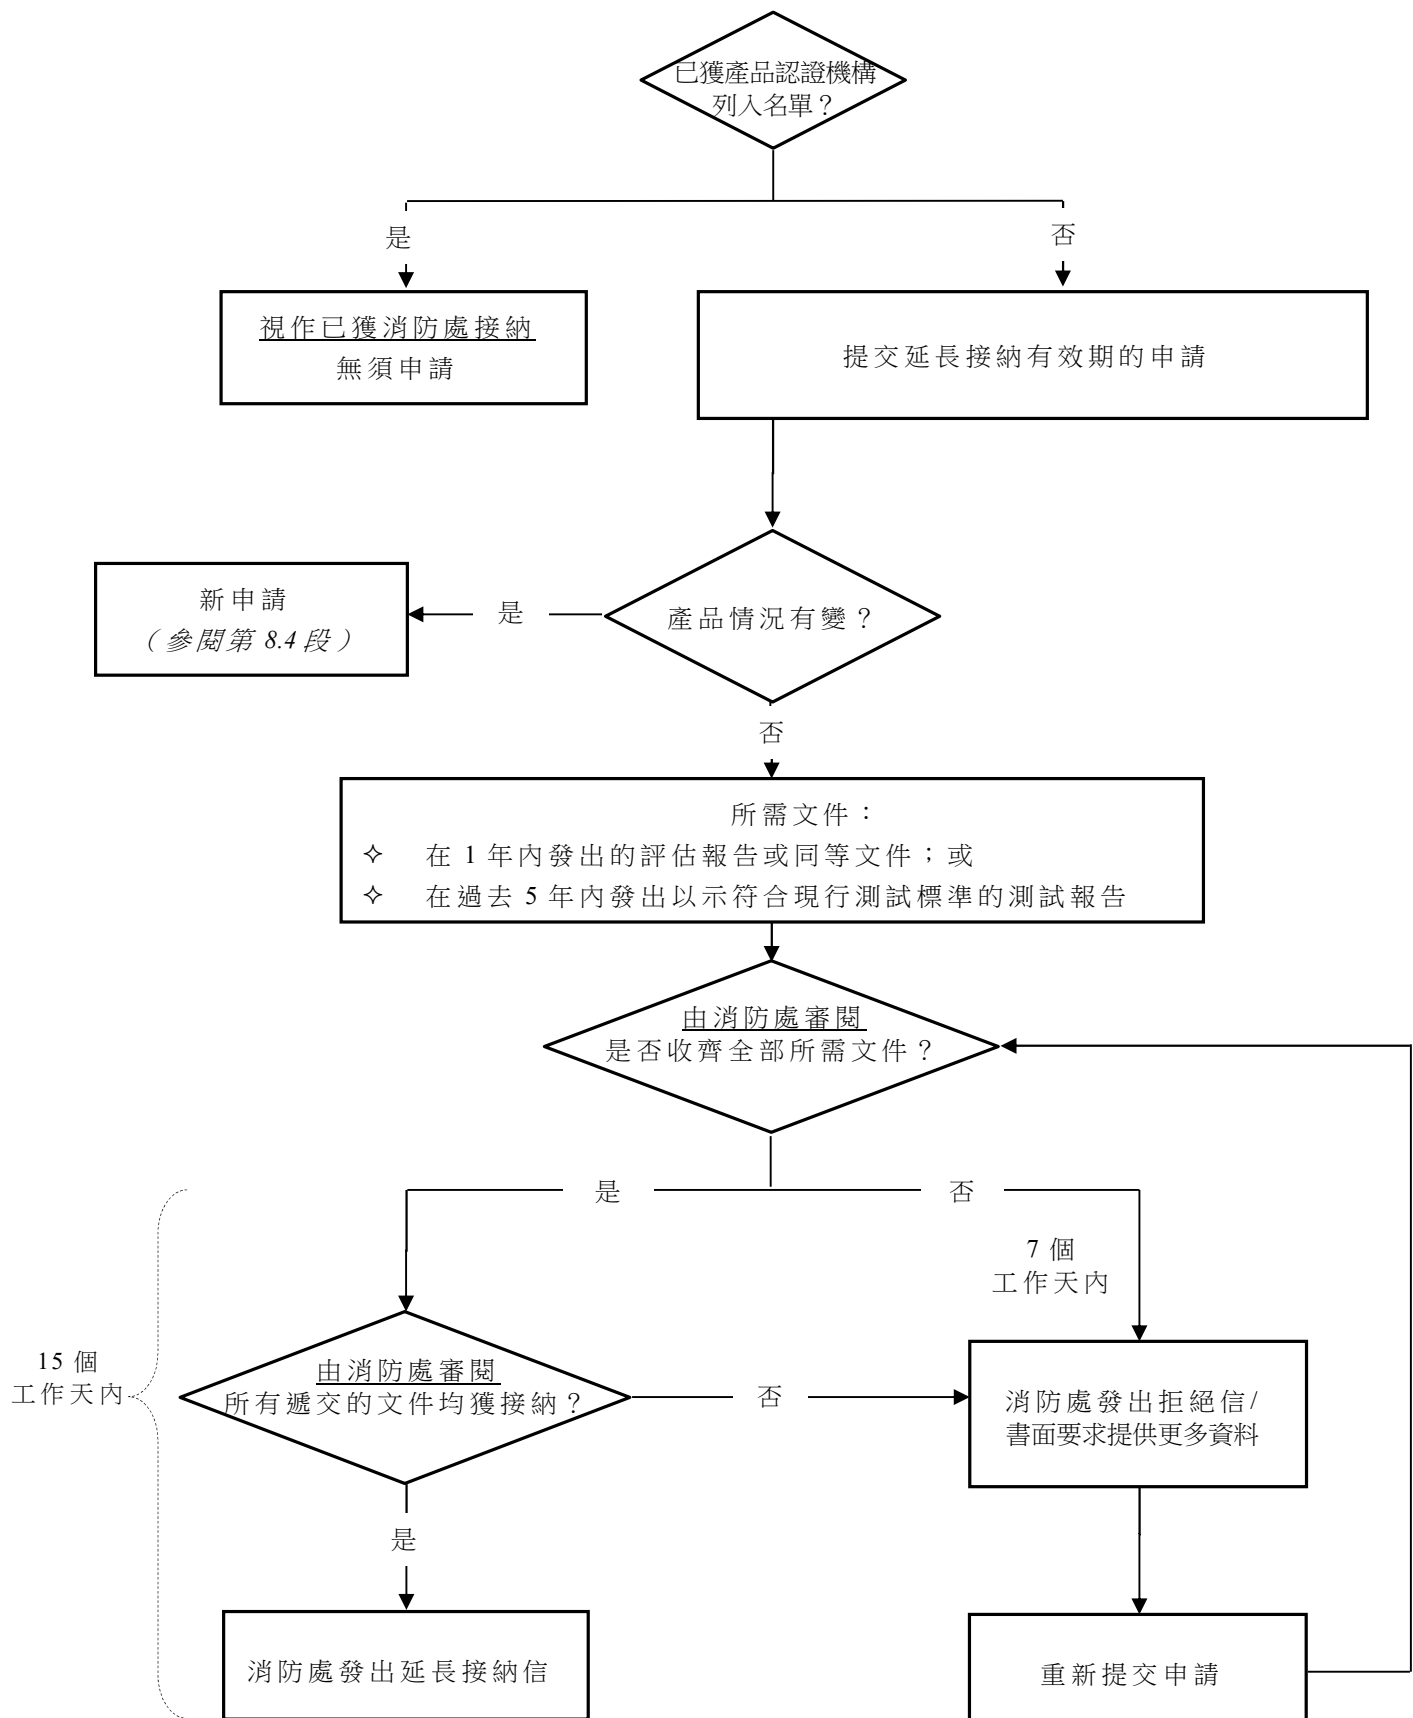 已獲產品認證機構
列入名單？
是
否
視作已獲消防處接納
無須申請
提交延長接納有效期的申請
新申請
（參閱第 8.4 段）
是
產品情況有變？
否
所需文件：
✧ 在 1 年內發出的評估報告或同等文件；或
✧ 在過去 5 年內發出以示符合現行測試標準的測試報告
由消防處審閱
是否收齊全部所需文件？
是
否
7 個
工作天內
15 個
工作天內
由消防處審閱
所有遞交的文件均獲接納？
否
消防處發出拒絕信/
書面要求提供更多資料
是
消防處發出延長接納信
重新提交申請